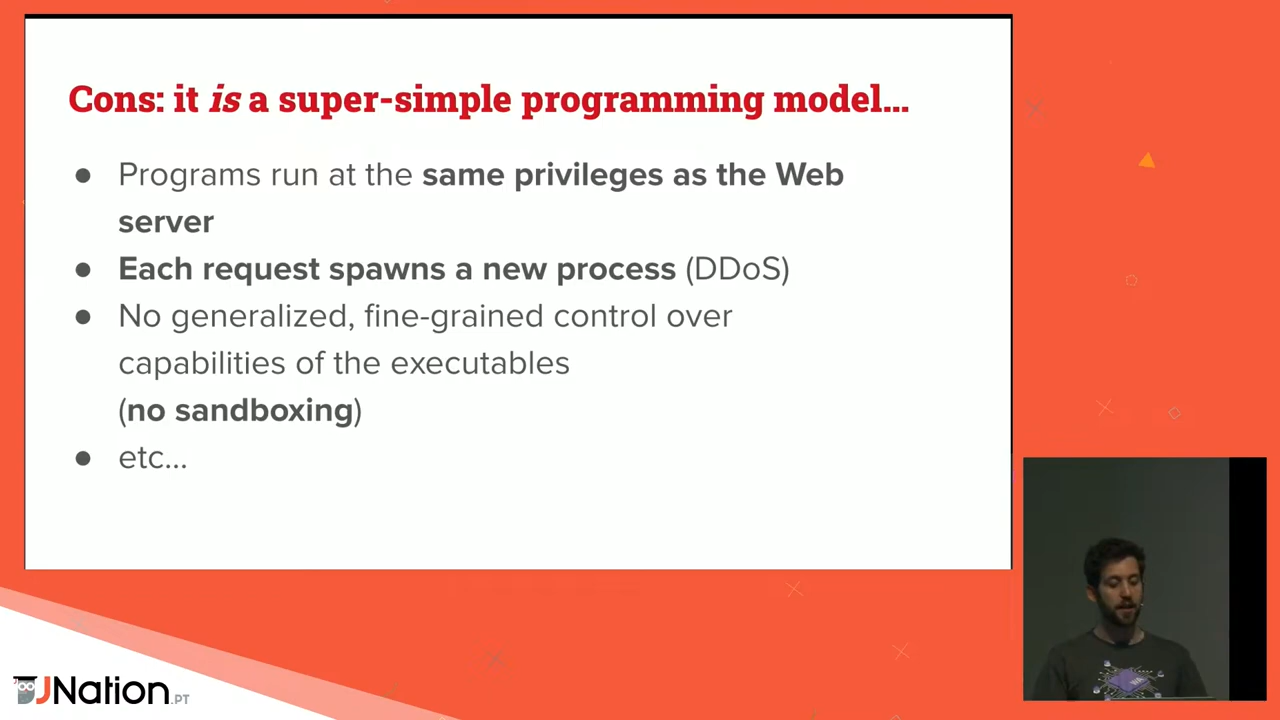 Cons: it is a super-simple programming model...
● Programs run at the same privileges as the Web
server
● Each request spawns a new process (DDoS)
● No generalized, fine-grained control over
capabilities of the executables
(no sandboxing)
● etc...
JNation.PT